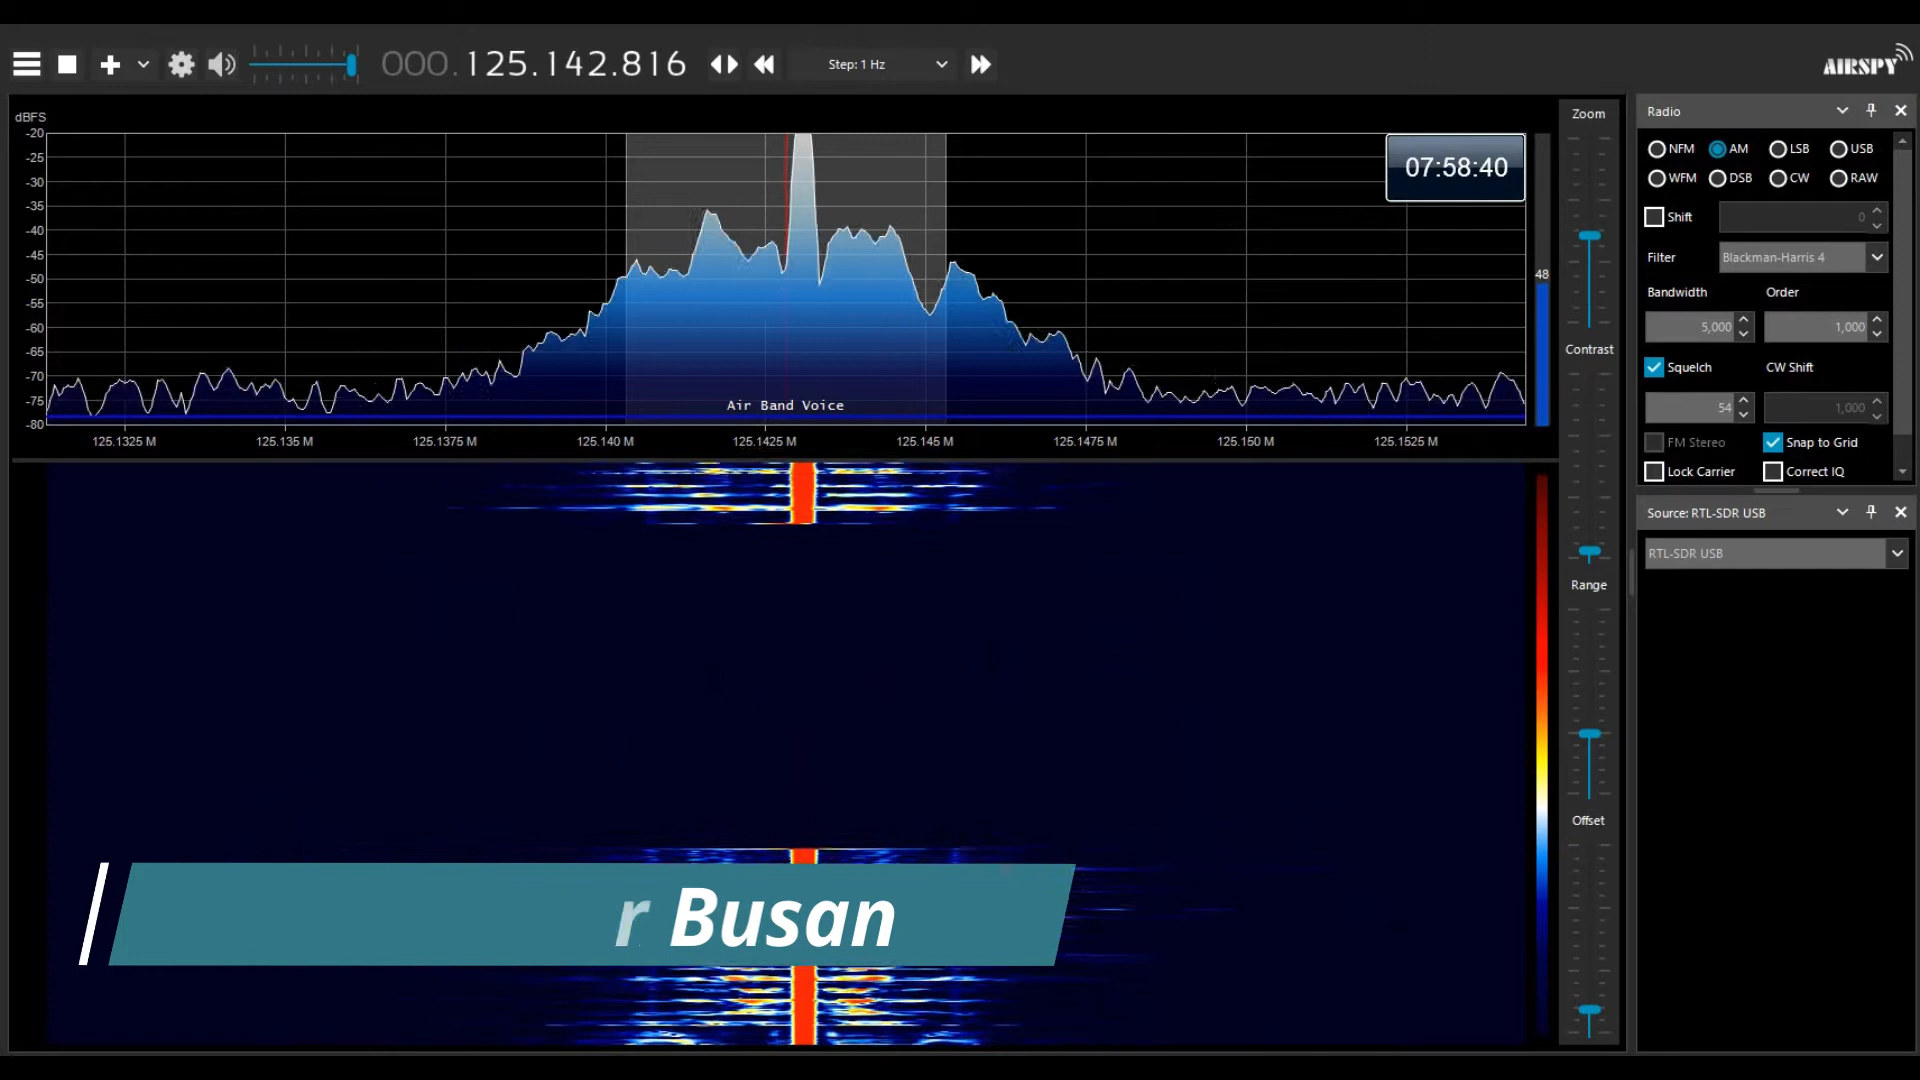 000.125.142.816
Step: 1 Hz
AIRSPY
dBFS
-20
-25
-30
-35
-40
-45
-50
-55
-60
-65
-70
-75
-80
07:58:40
48
Air Band Voice
125.1325 M 125.135 M 125.1375 M 125.140 M 125.1425 M 125.145 M 125.1475 M 125.150 M 125.1525 M
Zoom
Contrast
Range
Offset
Radio
NFM AM LSB USB
WFM DSB CW RAW
Shift 0
Filter Blackman-Harris 4
Bandwidth Order
5,000 1,000
Squelch CW Shift
54 1,000
FM Stereo Snap to Grid
Lock Carrier Correct IQ
Source: RTL-SDR USB
RTL-SDR USB
r Busan